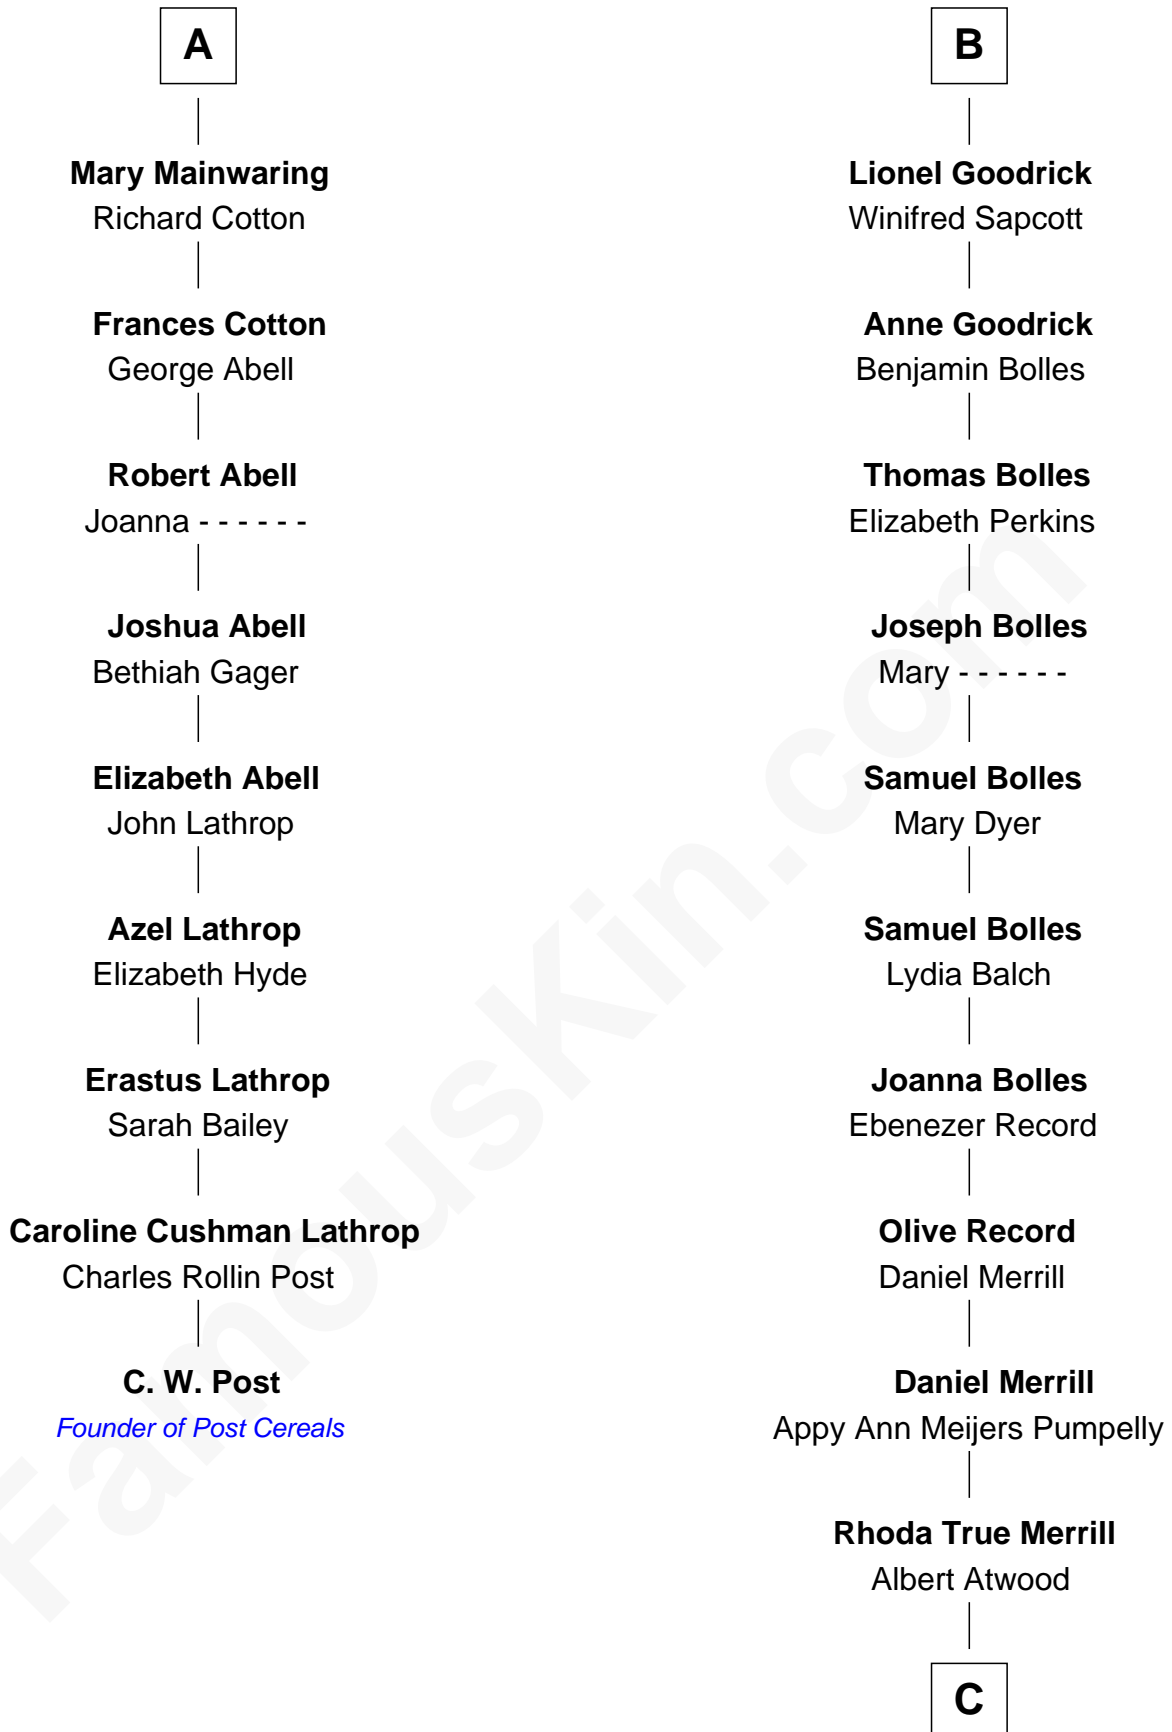 A
Mary Mainwaring
Richard Cotton
Frances Cotton
George Abell
Robert Abell
Joanna - - - - - -
Joshua Abell
Bethiah Gager
Elizabeth Abell
John Lathrop
Azel Lathrop
Elizabeth Hyde
Erastus Lathrop
Sarah Bailey
Caroline Cushman Lathrop
Charles Rollin Post
C. W. Post
Founder of Post Cereals
B
Lionel Goodrick
Winifred Sapcott
Anne Goodrick
Benjamin Bolles
Thomas Bolles
Elizabeth Perkins
Joseph Bolles
Mary - - - - - -
Samuel Bolles
Mary Dyer
Samuel Bolles
Lydia Balch
Joanna Bolles
Ebenezer Record
Olive Record
Daniel Merrill
Daniel Merrill
Appy Ann Meijers Pumpelly
Rhoda True Merrill
Albert Atwood
C
FamousKin.com